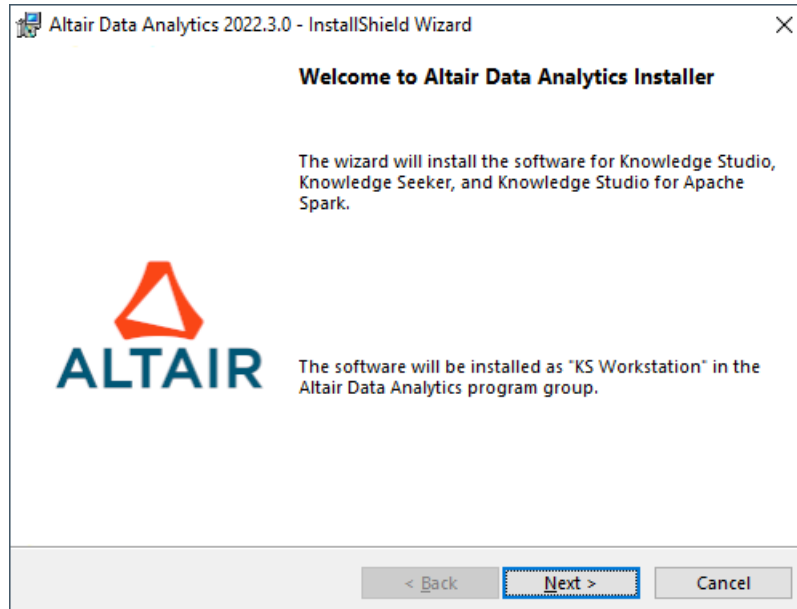 Altair Data Analytics 2022.3.0 - InstallShield Wizard
Welcome to Altair Data Analytics Installer
The wizard will install the software for Knowledge Studio,
Knowledge Seeker, and Knowledge Studio for Apache
Spark.
ALTAIR
The software will be installed as "KS Workstation" in the
Altair Data Analytics program group.
< Back
Next >
Cancel